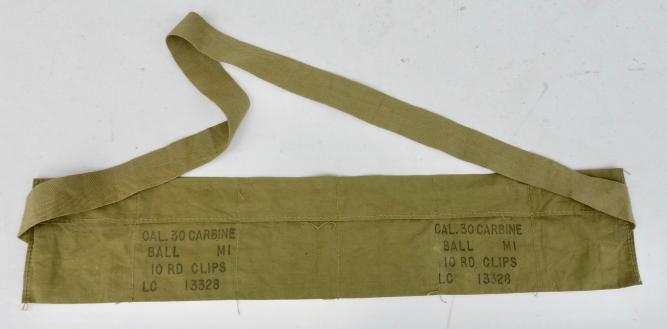 CAL. 30 CARBINE
BALL M1
10 RD CLIPS
LC 13328
CAL. 30 CARBINE
BALL M1
10 RD CLIPS
LC 13328